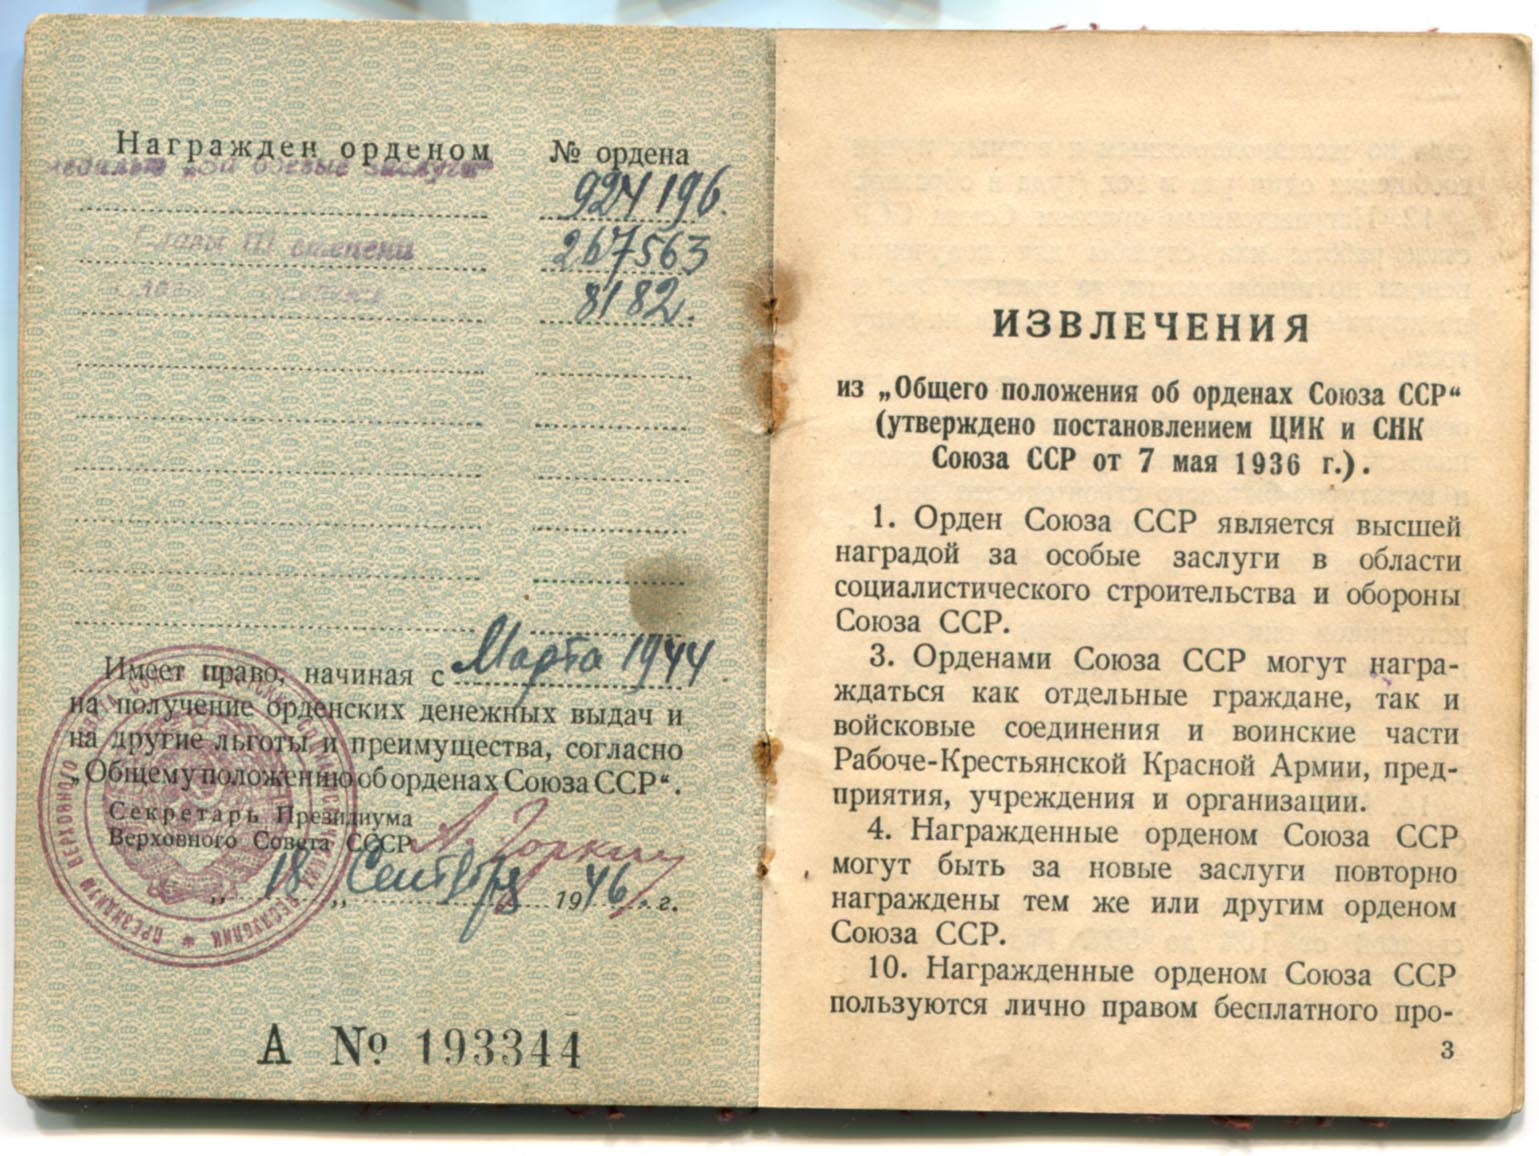 Награжден орденом № ордена
медалью „За боевые заслуги“ 924196.
Славы III степени 267563
8182.
Имеет право, начиная с Марта 1944
на получение орденских денежных выдач и
на другие льготы и преимущества, согласно
„Общему положению об орденах Союза ССР“.
Секретарь Президиума
Верховного Совета СССР А. Горкин
„18„ Сентября 1946 г.
А № 193344
ИЗВЛЕЧЕНИЯ
из „Общего положения об орденах Союза ССР“
(утверждено постановлением ЦИК и СНК
Союза ССР от 7 мая 1936 г.).
1. Орден Союза ССР является высшей
наградой за особые заслуги в области
социалистического строительства и обороны
Союза ССР.
3. Орденами Союза ССР могут награ-
ждаться как отдельные граждане, так и
войсковые соединения и воинские части
Рабоче-Крестьянской Красной Армии, пред-
приятия, учреждения и организации.
4. Награжденные орденом Союза ССР
могут быть за новые заслуги повторно
награждены тем же или другим орденом
Союза ССР.
10. Награжденные орденом Союза ССР
пользуются лично правом бесплатного про-
3